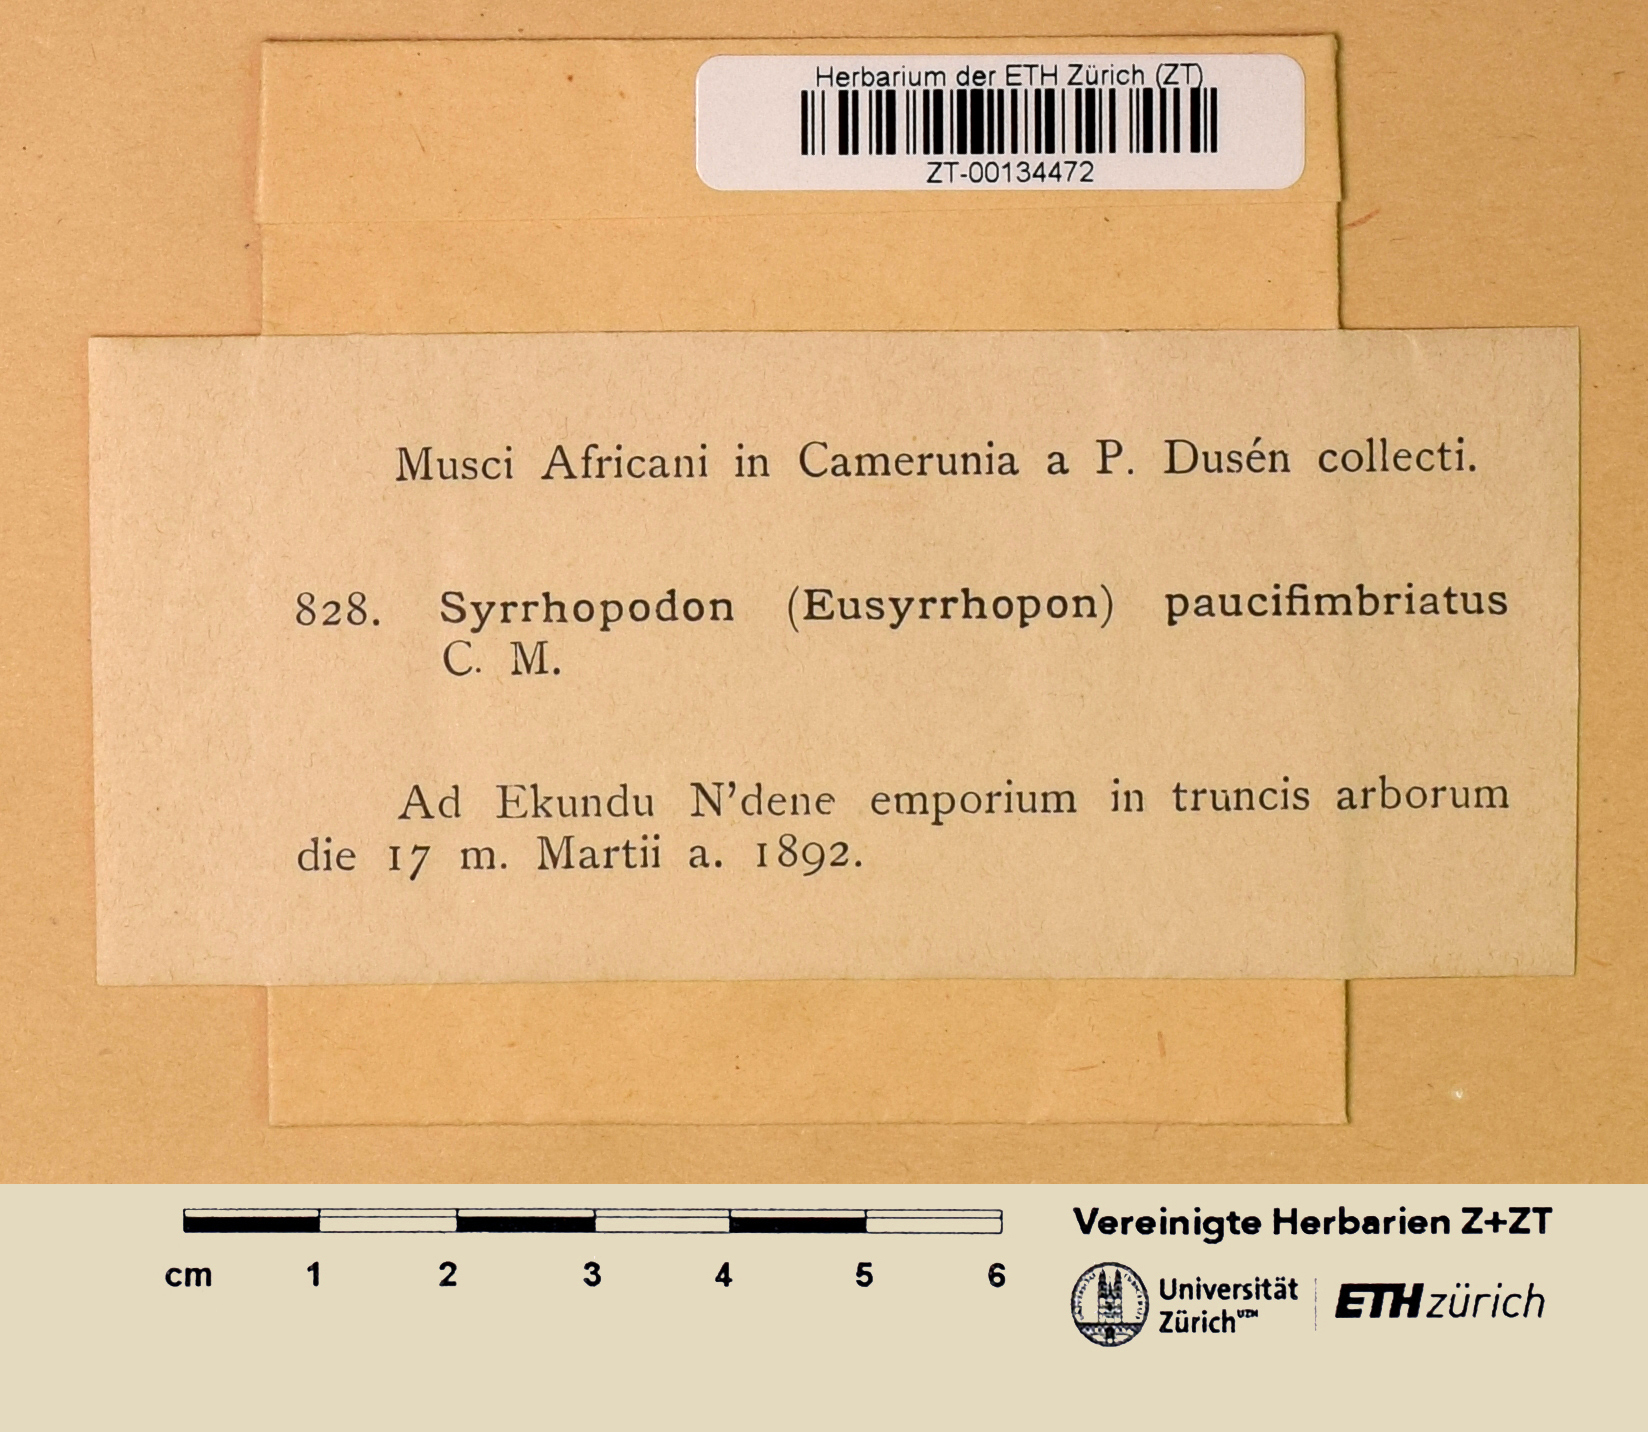 Herbarium der ETH Zürich (ZT)
ZT-00134472
Musci Africani in Camerunia a P. Dusén collecti.
828. Syrrhopodon (Eusyrrhopon) paucifimbriatus
C. M.
Ad Ekundu N'dene emporium in truncis arborum
die 17 m. Martii a. 1892.
cm 1 2 3 4 5 6
Vereinigte Herbarien Z+ZT
Universität
Zürich UZH
ETH zürich